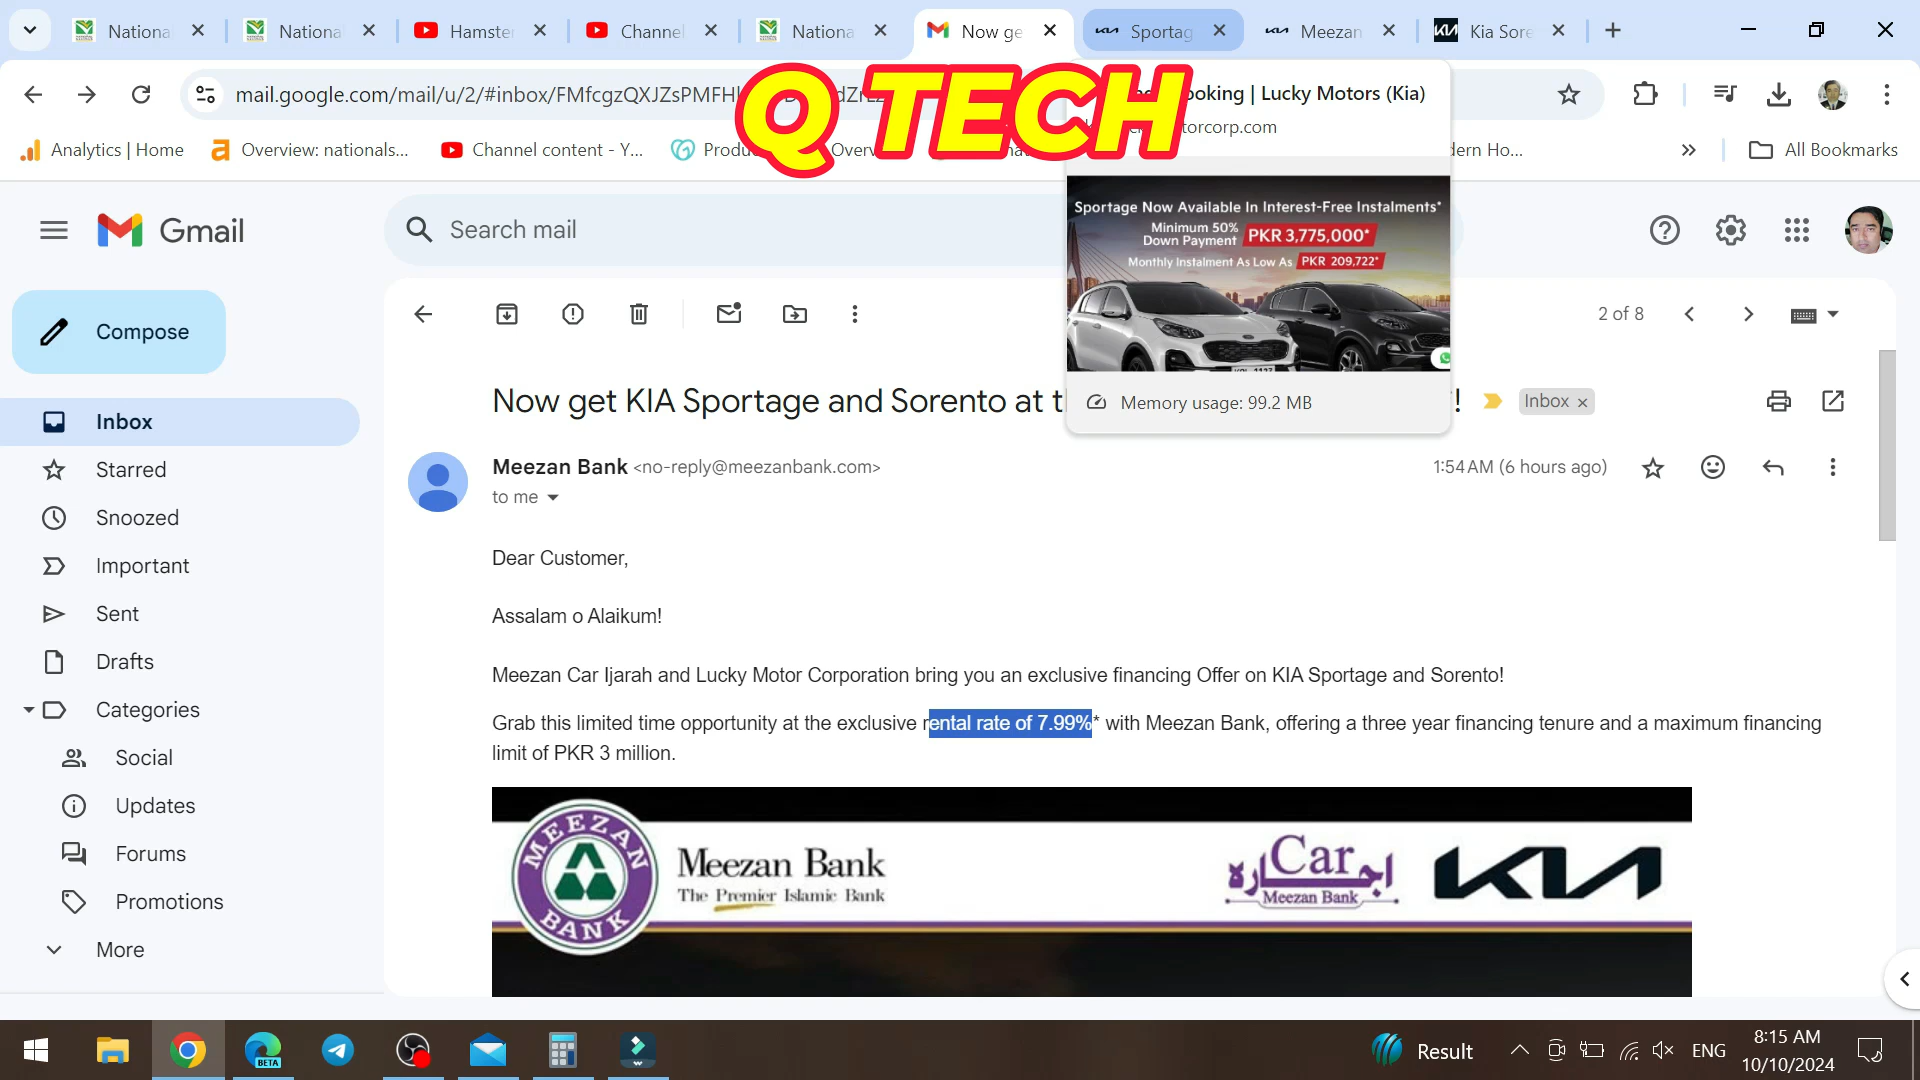 Nationa
Nationa
Hamster
Channel
Nationa
Now ge
Sportag
Meezan
Kia Sore
mail.google.com/mail/u/2/#inbox/FMfcgzQXJZsPMFH
Q TECH
ooking | Lucky Motors (Kia)
torcorp.com
Analytics | Home
Overview: nationals...
Channel content - Y...
Produ
Overv
dern Ho...
All Bookmarks
Gmail
Search mail
Sportage Now Available In Interest-Free Instalments*
Minimum 50%
Down Payment PKR 3,775,000*
Monthly Instalment As Low As PKR 209,722*
Memory usage: 99.2 MB
Compose
2 of 8
Inbox
Starred
Snoozed
Important
Sent
Drafts
Categories
Social
Updates
Forums
Promotions
More
Now get KIA Sportage and Sorento at t
!
Inbox
Meezan Bank <no-reply@meezanbank.com>
1:54 AM (6 hours ago)
to me
Dear Customer,
Assalam o Alaikum!
Meezan Car Ijarah and Lucky Motor Corporation bring you an exclusive financing Offer on KIA Sportage and Sorento!
Grab this limited time opportunity at the exclusive rental rate of 7.99%* with Meezan Bank, offering a three year financing tenure and a maximum financing
limit of PKR 3 million.
MEEZAN
BANK
Meezan Bank
The Premier Islamic Bank
Car
اجاره
Meezan Bank
KIA
BETA
Result
ENG
8:15 AM
10/10/2024